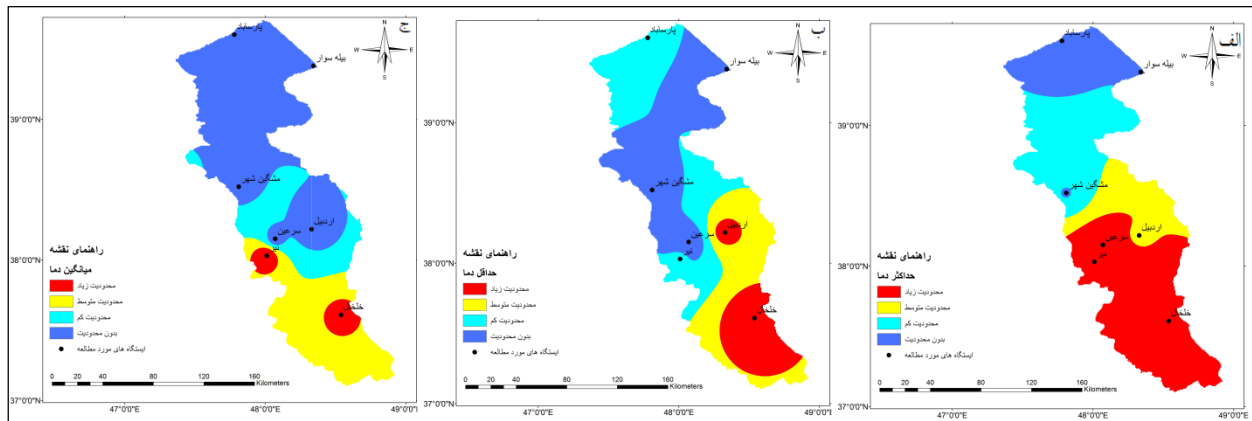 الف
N
W E
S
پارساباد
بیله سوار
مشگین شهر
اردبیل
سرعین
نیر
خلخال
راهنمای نقشه
حداکثر دما
محدودیت زیاد
محدودیت متوسط
محدودیت کم
بدون محدودیت
ایستگاه های مورد مطالعه
0 10 20 40 80 120 160
Kilometers
39°0'0"N
38°0'0"N
37°0'0"N
47°0'0"E 48°0'0"E 49°0'0"E
ب
N
W E
S
پارساباد
بیله سوار
مشگین شهر
اردبیل
سرعین
نیر
خلخال
راهنمای نقشه
حداقل دما
محدودیت زیاد
محدودیت متوسط
محدودیت کم
بدون محدودیت
ایستگاه های مورد مطالعه
0 10 20 40 80 120 160
Kilometers
39°0'0"N
38°0'0"N
37°0'0"N
47°0'0"E 48°0'0"E 49°0'0"E
ج
N
W E
S
پارساباد
بیله سوار
مشگین شهر
اردبیل
سرعین
نیر
خلخال
راهنمای نقشه
میانگین دما
محدودیت زیاد
محدودیت متوسط
محدودیت کم
بدون محدودیت
ایستگاه های مورد مطالعه
0 10 20 40 80 120 160
Kilometers
39°0'0"N
38°0'0"N
37°0'0"N
47°0'0"E 48°0'0"E 49°0'0"E